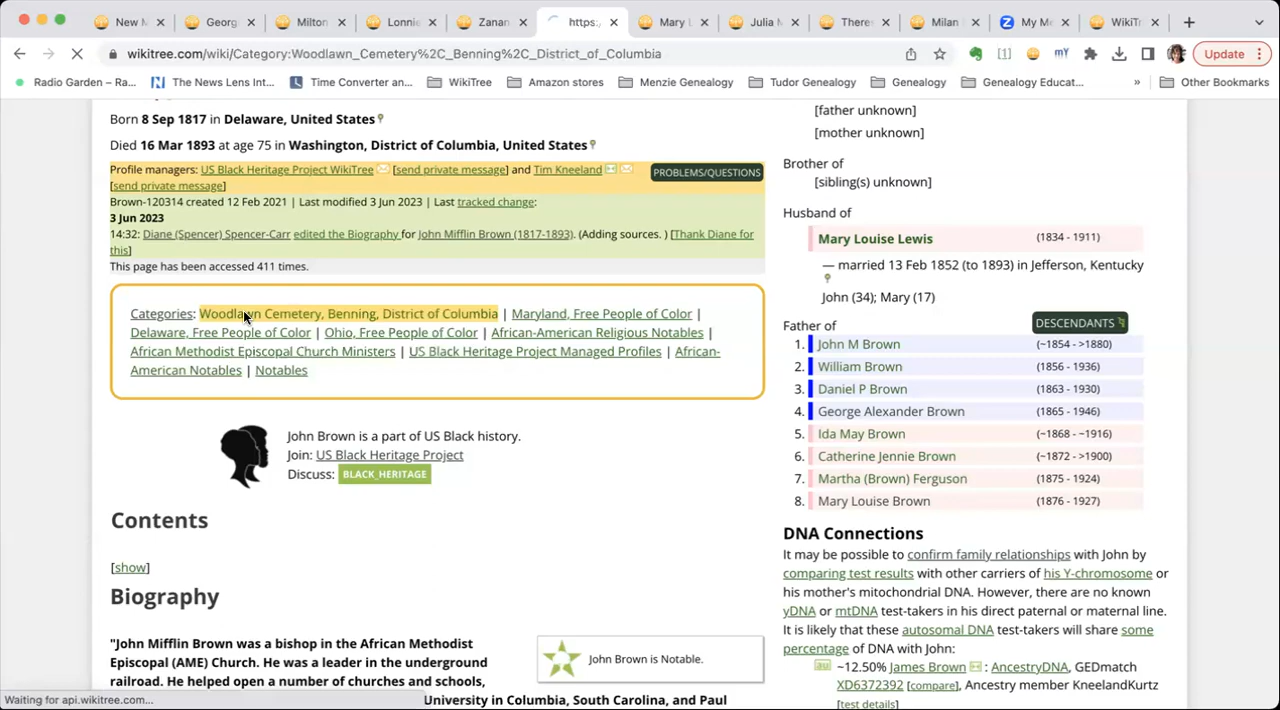 New M
Georg
Milton
Lonnie
Zanan
https:
Mary L
Julia M
There
Milan
My Me
WikiTr
wikitree.com/wiki/Category:Woodlawn_Cemetery%2C_Benning%2C_District_of_Columbia
Update
Radio Garden – Ra...
The News Lens Int...
Time Converter an...
WikiTree
Amazon stores
Menzie Genealogy
Tudor Genealogy
Genealogy
Genealogy Educat...
»
Other Bookmarks
Born 8 Sep 1817 in Delaware, United States
Died 16 Mar 1893 at age 75 in Washington, District of Columbia, United States
Profile managers: US Black Heritage Project WikiTree [send private message] and Tim Kneeland
[send private message]
PROBLEMS/QUESTIONS
Brown-120314 created 12 Feb 2021 | Last modified 3 Jun 2023 | Last tracked change:
3 Jun 2023
14:32: Diane (Spencer) Spencer-Carr edited the Biography for John Mifflin Brown (1817-1893). (Adding sources. ) [Thank Diane for
this]
This page has been accessed 411 times.
Categories: Woodlawn Cemetery, Benning, District of Columbia | Maryland, Free People of Color |
Delaware, Free People of Color | Ohio, Free People of Color | African-American Religious Notables |
African Methodist Episcopal Church Ministers | US Black Heritage Project Managed Profiles | African-
American Notables | Notables
John Brown is a part of US Black history.
Join: US Black Heritage Project
Discuss: BLACK_HERITAGE
Contents
[show]
Biography
"John Mifflin Brown was a bishop in the African Methodist
Episcopal (AME) Church. He was a leader in the underground
railroad. He helped open a number of churches and schools,
University in Columbia, South Carolina, and Paul
John Brown is Notable.
Waiting for api.wikitree.com...
[father unknown]
[mother unknown]
Brother of
[sibling(s) unknown]
Husband of
Mary Louise Lewis (1834 - 1911)
— married 13 Feb 1852 (to 1893) in Jefferson, Kentucky
John (34); Mary (17)
Father of
DESCENDANTS
1. John M Brown (~1854 - >1880)
2. William Brown (1856 - 1936)
3. Daniel P Brown (1863 - 1930)
4. George Alexander Brown (1865 - 1946)
5. Ida May Brown (~1868 - ~1916)
6. Catherine Jennie Brown (~1872 - >1900)
7. Martha (Brown) Ferguson (1875 - 1924)
8. Mary Louise Brown (1876 - 1927)
DNA Connections
It may be possible to confirm family relationships with John by
comparing test results with other carriers of his Y-chromosome or
his mother's mitochondrial DNA. However, there are no known
yDNA or mtDNA test-takers in his direct paternal or maternal line.
It is likely that these autosomal DNA test-takers will share some
percentage of DNA with John:
au ~12.50% James Brown : AncestryDNA, GEDmatch
XD6372392 [compare], Ancestry member KneelandKurtz
[test details]